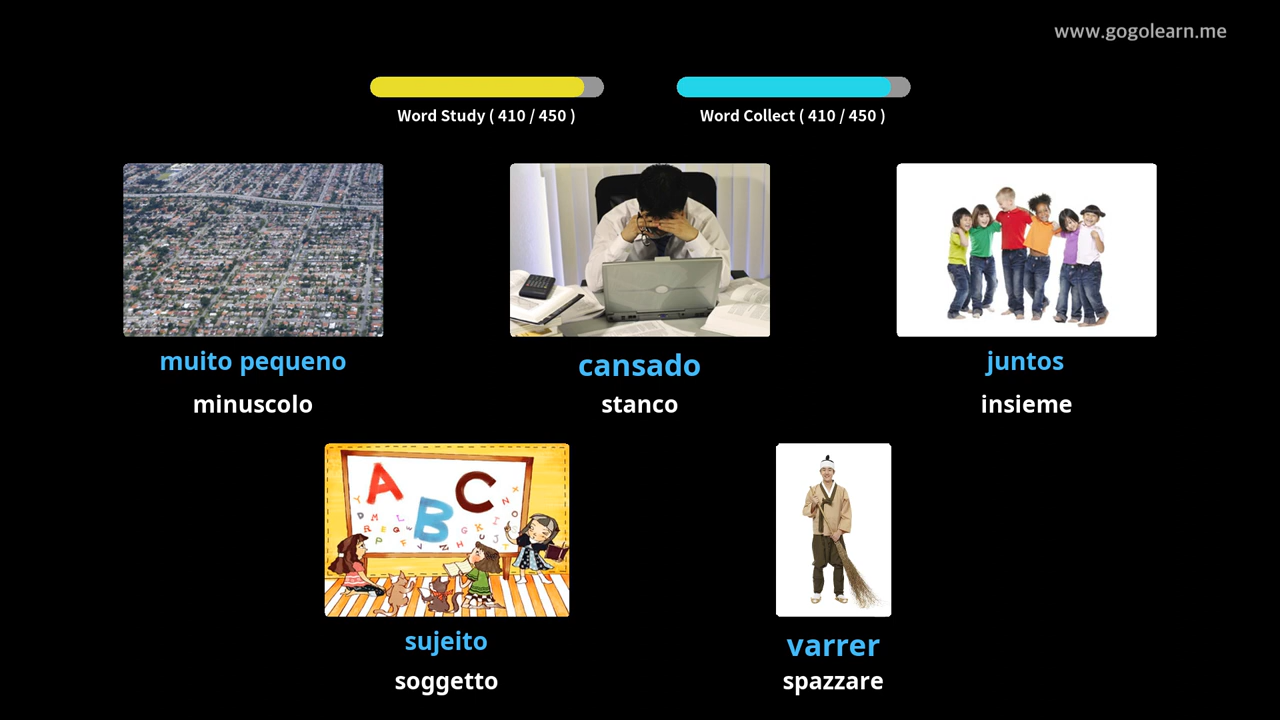 www.gogolearn.me
Word Study ( 410 / 450 )
Word Collect ( 410 / 450 )
muito pequeno
minuscolo
cansado
stanco
juntos
insieme
A B C
sujeito
soggetto
varrer
spazzare